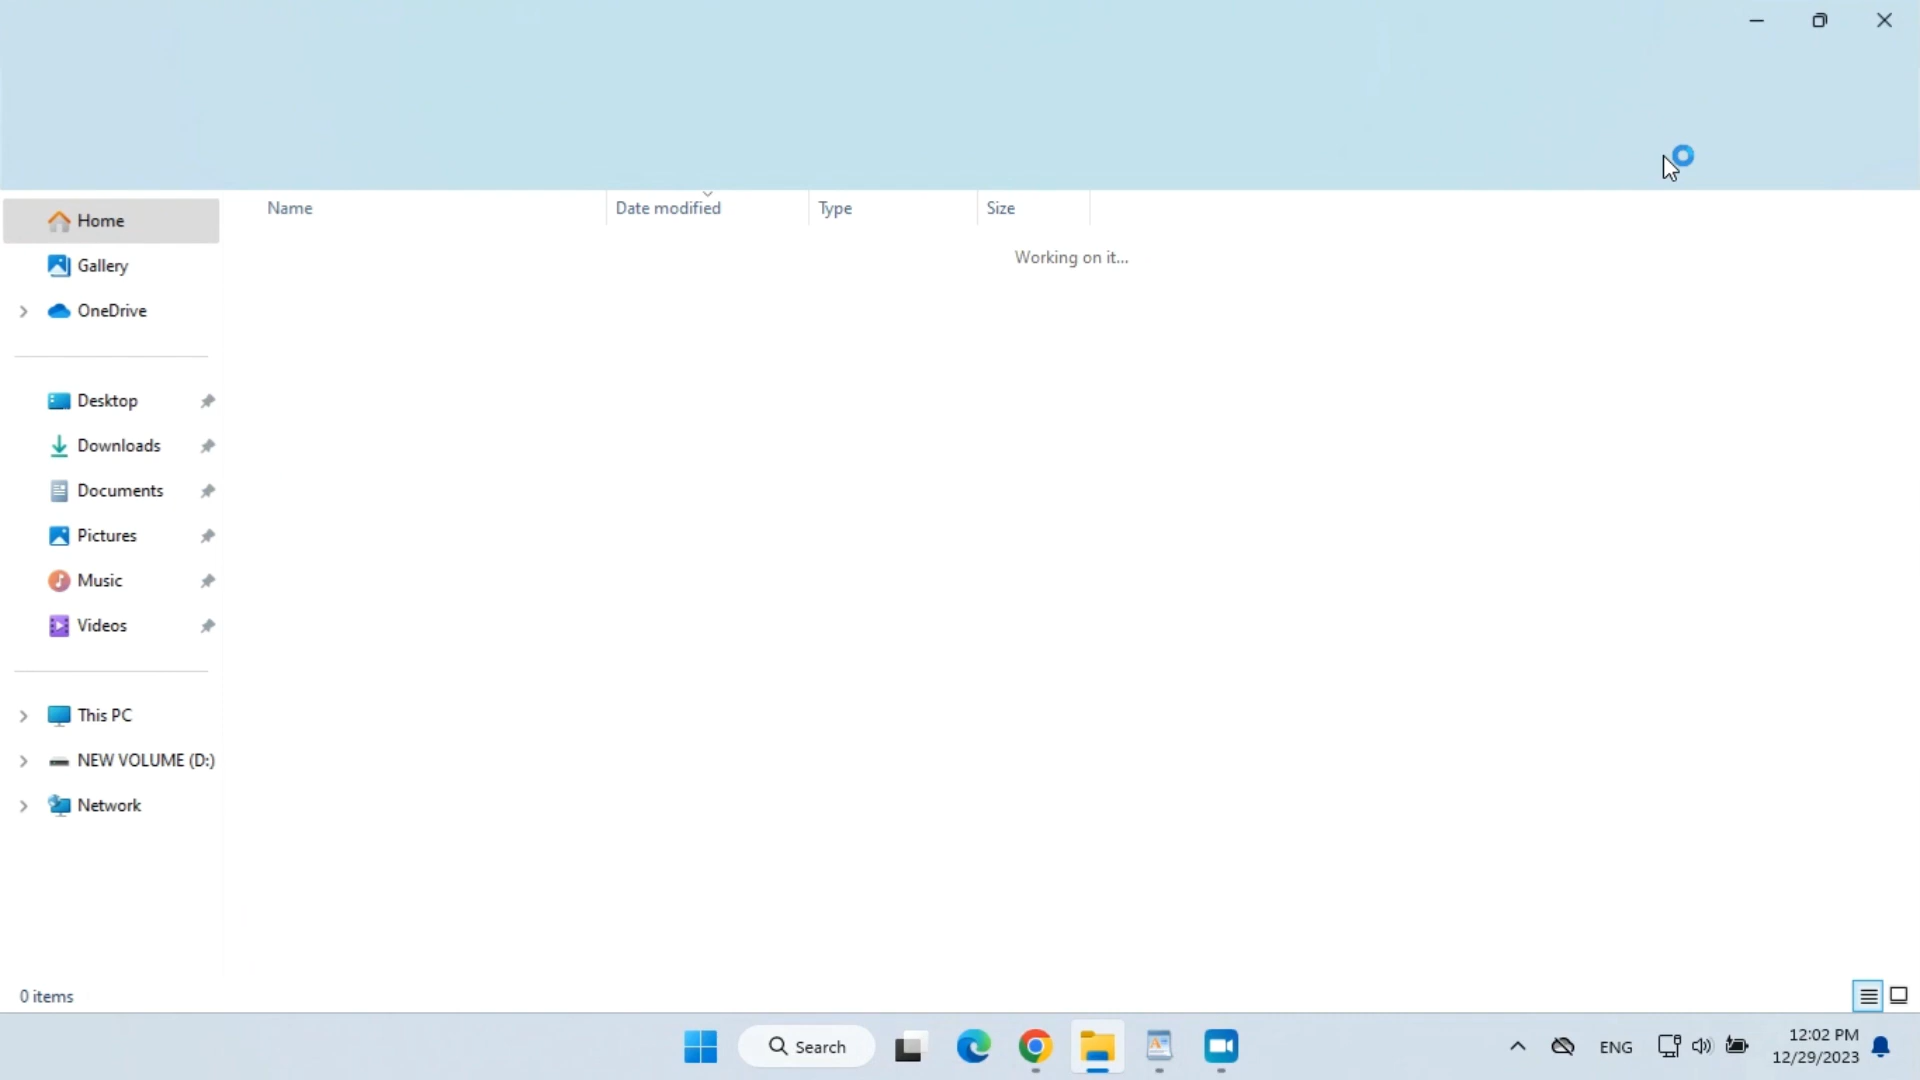 Name
Date modified
Type
Size
Working on it...
Home
Gallery
OneDrive
Desktop
Downloads
Documents
Pictures
Music
Videos
This PC
NEW VOLUME (D:)
Network
0 items
Search
ENG
12:02 PM
12/29/2023